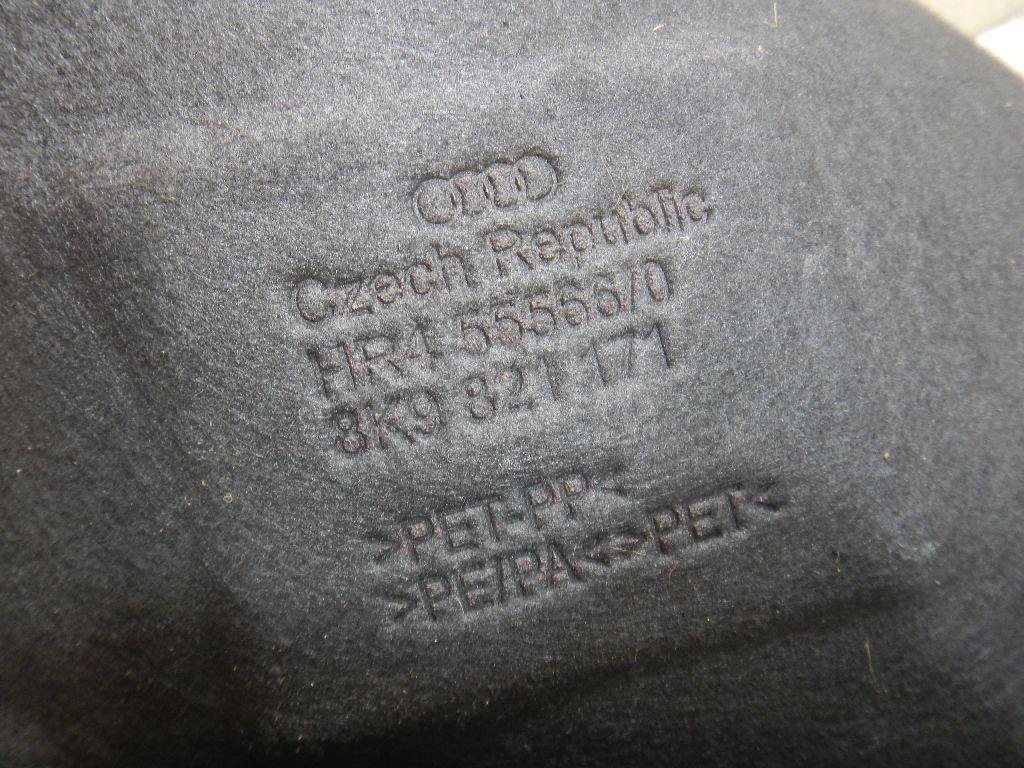 Czech Republic
HR4 55566/0
8K9 821 171
>PET-PP<
>PE/PA<>PET<